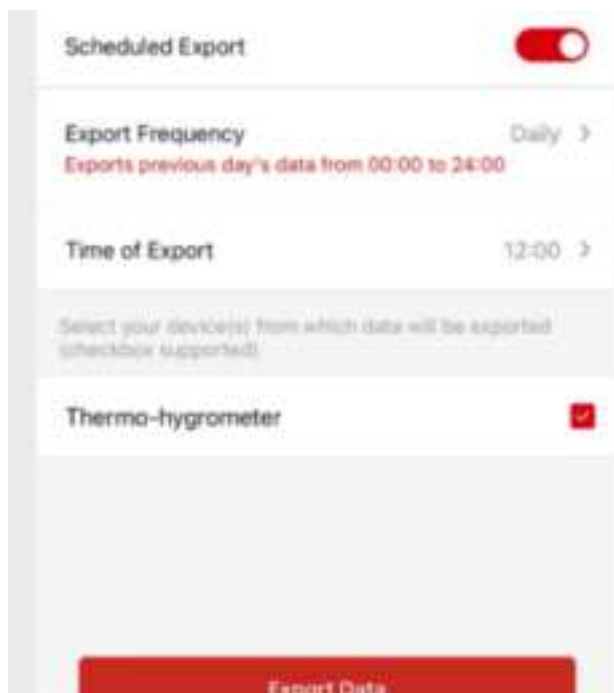 Scheduled Export
Export Frequency
Daily
Exports previous day's data from 00:00 to 24:00
Time of Export
12:00
Select your device(s) from which data will be exported
(checkbox supported)
Thermo-hygrometer
Export Data